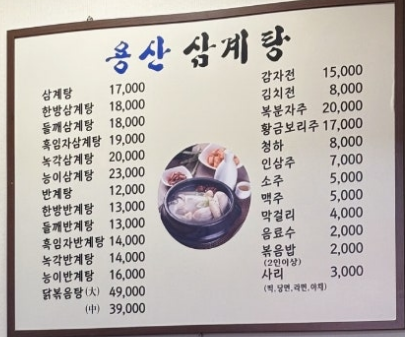 용산 삼계탕
삼계탕 17,000
한방삼계탕 18,000
들깨삼계탕 18,000
흑임자삼계탕 19,000
녹각삼계탕 20,000
능이삼계탕 23,000
반계탕 12,000
한방반계탕 13,000
들깨반계탕 13,000
흑임자반계탕 14,000
녹각반계탕 14,000
능이반계탕 16,000
닭볶음탕 (大) 49,000
(中) 39,000
감자전 15,000
김치전 8,000
복분자주 20,000
황금보리주 17,000
청하 8,000
인삼주 7,000
소주 5,000
맥주 5,000
막걸리 4,000
음료수 2,000
볶음밥 2,000
(2인이상)
사리 3,000
(떡,당면,라면,야채)